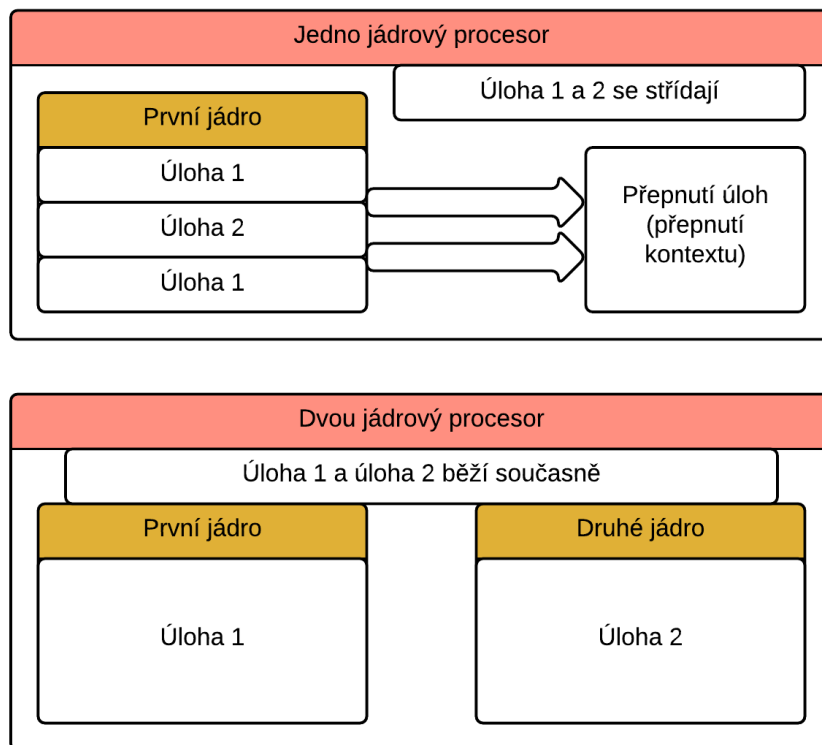 Jedno jádrový procesor
Úloha 1 a 2 se střídají
První jádro
Úloha 1
Úloha 2
Úloha 1
Přepnutí úloh
(přepnutí
kontextu)
Dvou jádrový procesor
Úloha 1 a úloha 2 běží současně
První jádro
Druhé jádro
Úloha 1
Úloha 2